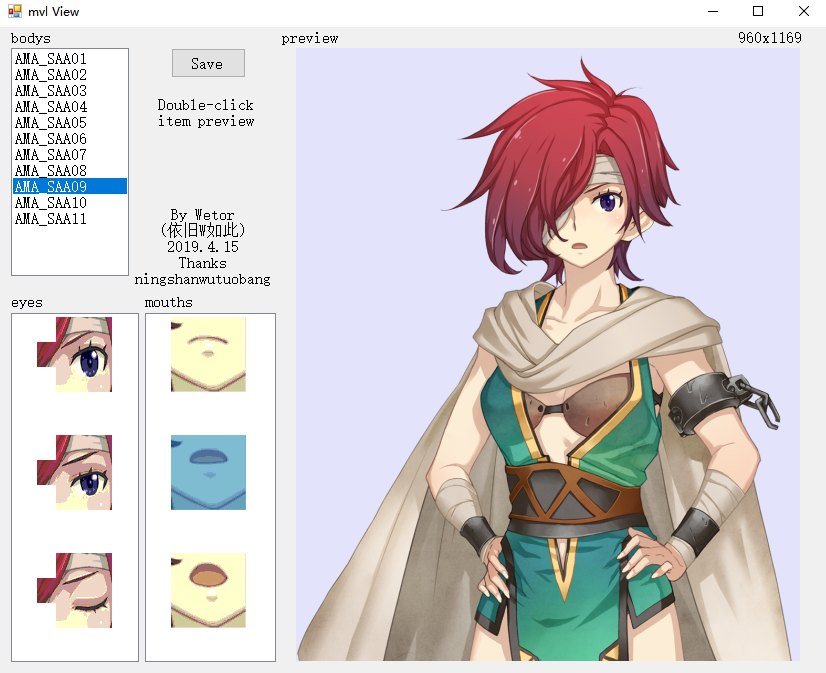 mvl View
bodys
AMA_SAA01
AMA_SAA02
AMA_SAA03
AMA_SAA04
AMA_SAA05
AMA_SAA06
AMA_SAA07
AMA_SAA08
AMA_SAA09
AMA_SAA10
AMA_SAA11
Save
Double-click
item preview
By Wetor
(依旧W如此)
2019.4.15
Thanks
ningshanwutuobang
preview
960x1169
eyes
mouths